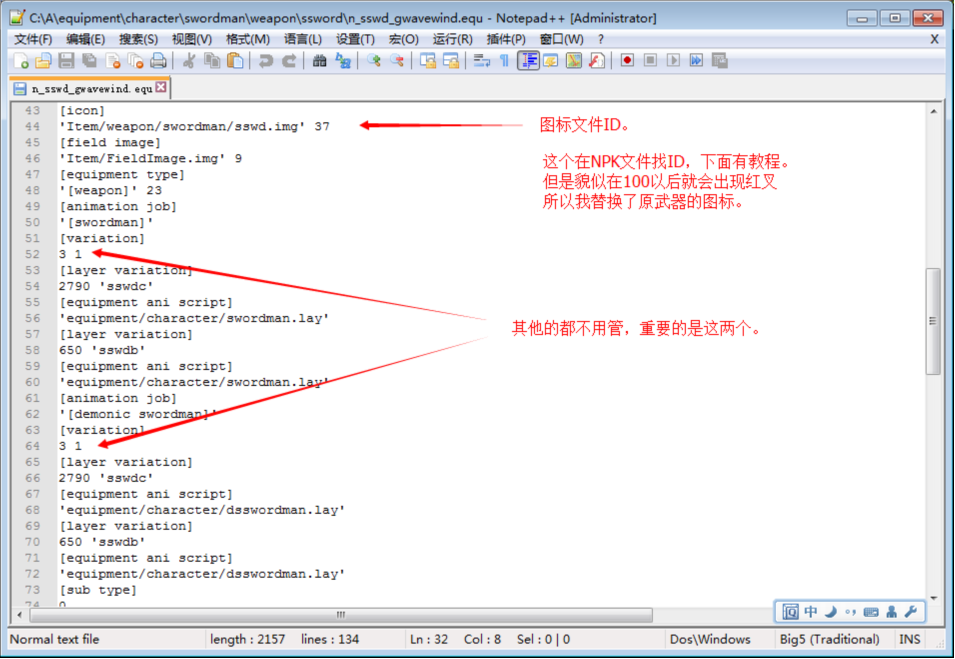 C:\A\equipment\character\swordman\weapon\ssword\n_sswd_gwavewind.equ - Notepad++ [Administrator]
文件(F) 编辑(E) 搜索(S) 视图(V) 格式(M) 语言(L) 设置(T) 宏(O) 运行(R) 插件(P) 窗口(W) ? X
n_sswd_gwavewind.equ
43 [icon]
44 'Item/weapon/swordman/sswd.img' 37
图标文件ID。
45 [field image]
46 'Item/FieldImage.img' 9
这个在NPK文件找ID，下面有教程。
47 [equipment type]
但是貌似在100以后就会出现红叉
48 '[weapon]' 23
所以我替换了原武器的图标。
49 [animation job]
50 '[swordman]'
51 [variation]
52 3 1
53 [layer variation]
54 2790 'sswdc'
55 [equipment ani script]
56 'equipment/character/swordman.lay'
其他的都不用管，重要的是这两个。
57 [layer variation]
58 650 'sswdb'
59 [equipment ani script]
60 'equipment/character/swordman.lay'
61 [animation job]
62 '[demonic swordman]'
63 [variation]
64 3 1
65 [layer variation]
66 2790 'sswdc'
67 [equipment ani script]
68 'equipment/character/dsswordman.lay'
69 [layer variation]
70 650 'sswdb'
71 [equipment ani script]
72 'equipment/character/dsswordman.lay'
73 [sub type]
74 0
中
Normal text file length : 2157 lines : 134 Ln : 32 Col : 8 Sel : 0 | 0 Dos\Windows Big5 (Traditional) INS